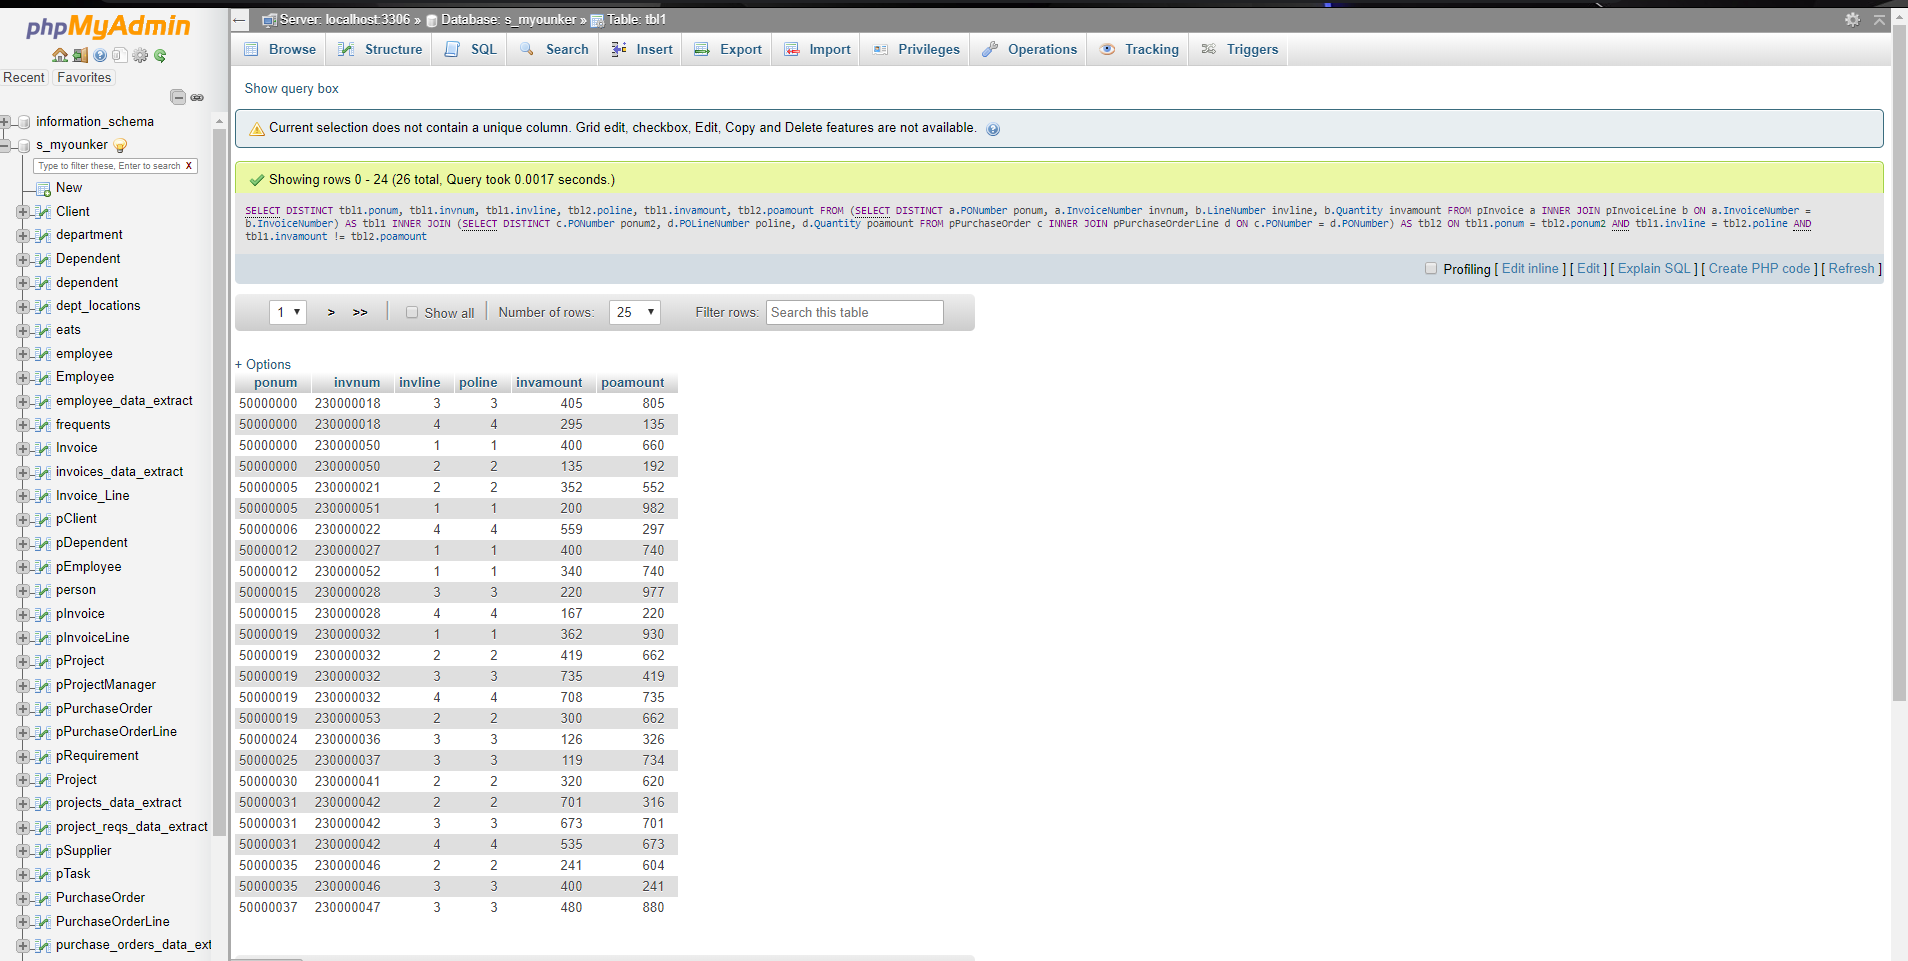 phpMyAdmin
Recent Favorites
information_schema
s_myounker
Type to filter these, Enter to search X
New
Client
department
Dependent
dependent
dept_locations
eats
employee
Employee
employee_data_extract
frequents
Invoice
invoices_data_extract
Invoice_Line
pClient
pDependent
pEmployee
person
pInvoice
pInvoiceLine
pProject
pProjectManager
pPurchaseOrder
pPurchaseOrderLine
pRequirement
Project
projects_data_extract
project_reqs_data_extract
pSupplier
pTask
PurchaseOrder
PurchaseOrderLine
purchase_orders_data_ext
Server: localhost:3306 » Database: s_myounker » Table: tbl1
Browse Structure SQL Search Insert Export Import Privileges Operations Tracking Triggers
Show query box
Current selection does not contain a unique column. Grid edit, checkbox, Edit, Copy and Delete features are not available.
Showing rows 0 - 24 (26 total, Query took 0.0017 seconds.)
SELECT DISTINCT tbl1.ponum, tbl1.invnum, tbl1.invline, tbl2.poline, tbl1.invamount, tbl2.poamount FROM (SELECT DISTINCT a.PONumber ponum, a.InvoiceNumber invnum, b.LineNumber invline, b.Quantity invamount FROM pInvoice a INNER JOIN pInvoiceLine b ON a.InvoiceNumber =
b.InvoiceNumber) AS tbl1 INNER JOIN (SELECT DISTINCT c.PONumber ponum2, d.POLineNumber poline, d.Quantity poamount FROM pPurchaseOrder c INNER JOIN pPurchaseOrderLine d ON c.PONumber = d.PONumber) AS tbl2 ON tbl1.ponum = tbl2.ponum2 AND tbl1.invline = tbl2.poline AND
tbl1.invamount != tbl2.poamount
Profiling [ Edit inline ] [ Edit ] [ Explain SQL ] [ Create PHP code ] [ Refresh ]
1 > >> Show all Number of rows: 25 Filter rows: Search this table
+ Options
ponum invnum invline poline invamount poamount
50000000 230000018 3 3 405 805
50000000 230000018 4 4 295 135
50000000 230000050 1 1 400 660
50000000 230000050 2 2 135 192
50000005 230000021 2 2 352 552
50000005 230000051 1 1 200 982
50000006 230000022 4 4 559 297
50000012 230000027 1 1 400 740
50000012 230000052 1 1 340 740
50000015 230000028 3 3 220 977
50000015 230000028 4 4 167 220
50000019 230000032 1 1 362 930
50000019 230000032 2 2 419 662
50000019 230000032 3 3 735 419
50000019 230000032 4 4 708 735
50000019 230000053 2 2 300 662
50000024 230000036 3 3 126 326
50000025 230000037 3 3 119 734
50000030 230000041 2 2 320 620
50000031 230000042 2 2 701 316
50000031 230000042 3 3 673 701
50000031 230000042 4 4 535 673
50000035 230000046 2 2 241 604
50000035 230000046 3 3 400 241
50000037 230000047 3 3 480 880